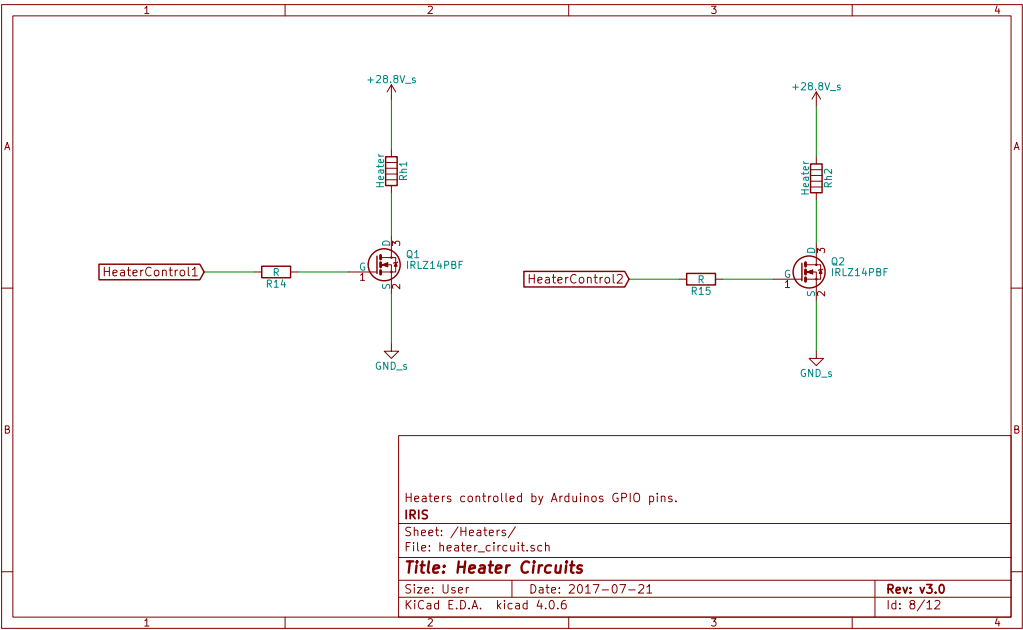 1 2 3 4
A A
+28.8V_s
+28.8V_s
Heater Rh1
Heater Rh2
D 3
Q1
IRLZ14PBF
G 1
S 2
HeaterControl1
R
R14
D 3
Q2
IRLZ14PBF
G 1
S 2
HeaterControl2
R
R15
GND_s
GND_s
B B
Heaters controlled by Arduinos GPIO pins.
IRIS
Sheet: /Heaters/
File: heater_circuit.sch
Title: Heater Circuits
Size: User Date: 2017-07-21 Rev: v3.0
KiCad E.D.A. kicad 4.0.6 Id: 8/12
1 2 3 4